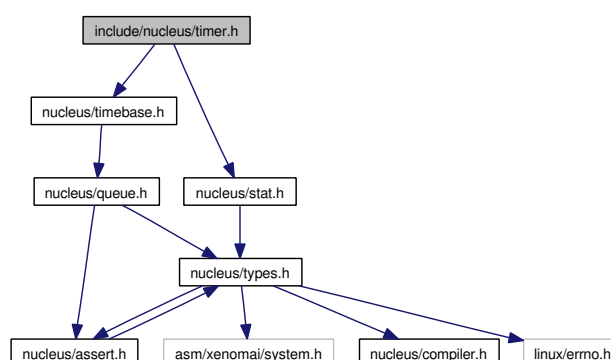 include/nucleus/timer.h
nucleus/timebase.h
nucleus/queue.h
nucleus/stat.h
nucleus/types.h
nucleus/assert.h
asm/xenomai/system.h
nucleus/compiler.h
linux/errno.h